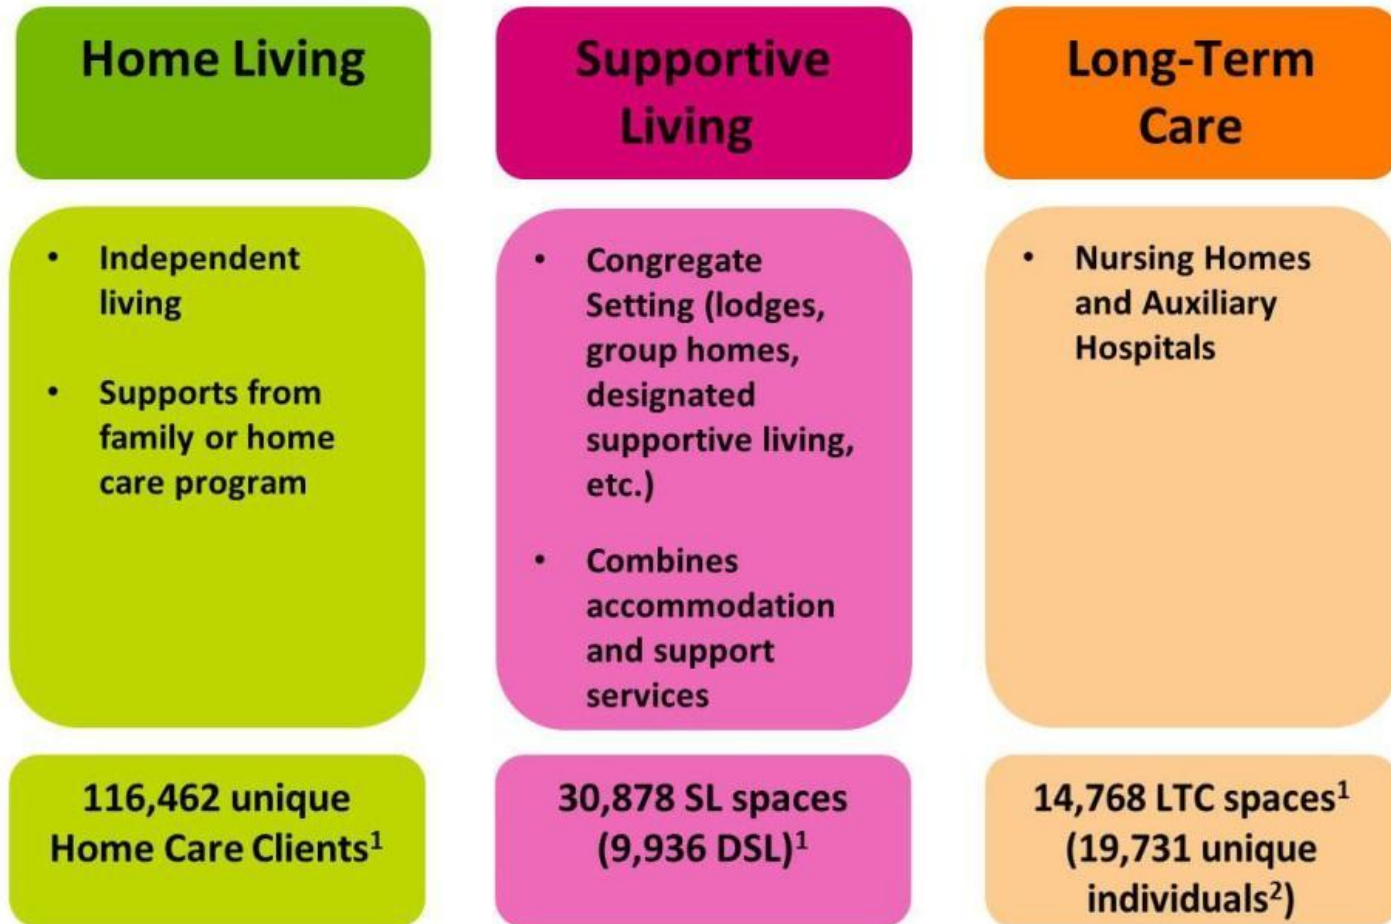 Home Living
• Independent
living
• Supports from
family or home
care program
116,462 unique
Home Care Clients¹
Supportive
Living
• Congregate
Setting (lodges,
group homes,
designated
supportive living,
etc.)
• Combines
accommodation
and support
services
30,878 SL spaces
(9,936 DSL)¹
Long-Term
Care
• Nursing Homes
and Auxiliary
Hospitals
14,768 LTC spaces¹
(19,731 unique
individuals²)